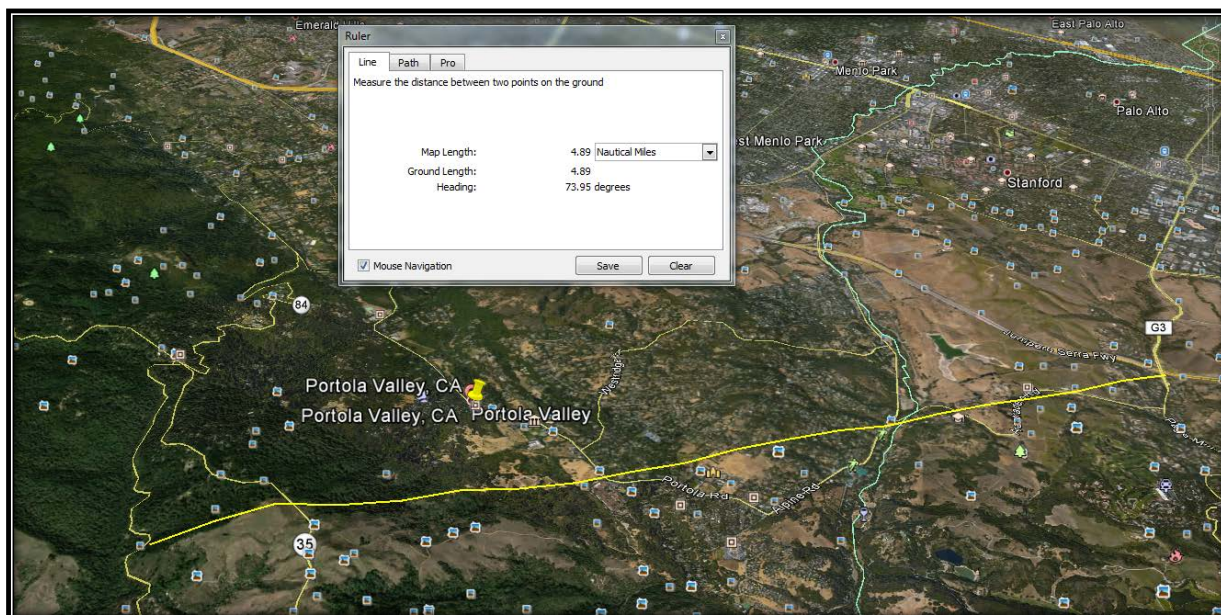 Emerald
East Palo Alto
Ruler
Line Path Pro
Measure the distance between two points on the ground
Map Length: 4.89 Nautical Miles
Ground Length: 4.89
Heading: 73.95 degrees
Mouse Navigation Save Clear
Menlo Park
Palo Alto
est Menlo Park
Stanford
84
G3
Junipero Serra Fwy
Portola Valley, CA
Portola Valley, CA
Portola Valley
Portola Rd
Alpine Rd
35